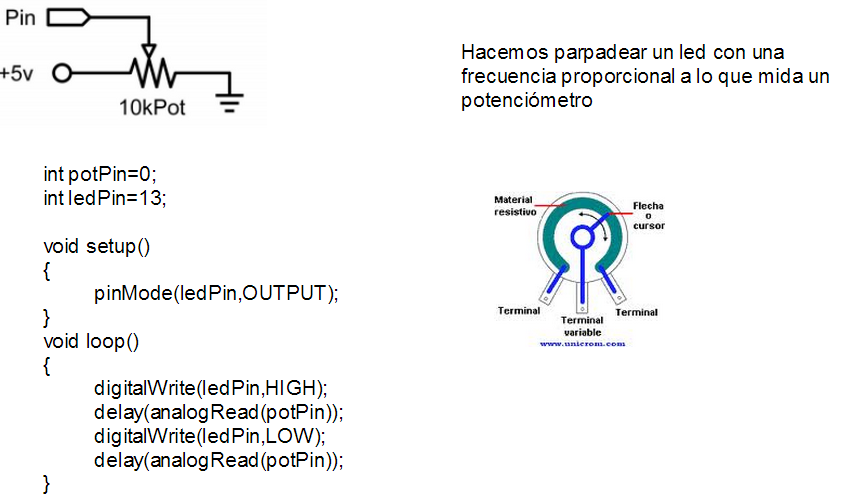 Pin
+5v
10kPot
Hacemos parpadear un led con una
frecuencia proporcional a lo que mida un
potenciómetro
int potPin=0;
int ledPin=13;
void setup()
{
pinMode(ledPin,OUTPUT);
}
void loop()
{
digitalWrite(ledPin,HIGH);
delay(analogRead(potPin));
digitalWrite(ledPin,LOW);
delay(analogRead(potPin));
}
Material
resistivo
Flecha
o
cursor
Terminal
Terminal
variable
Terminal
www.unicrom.com